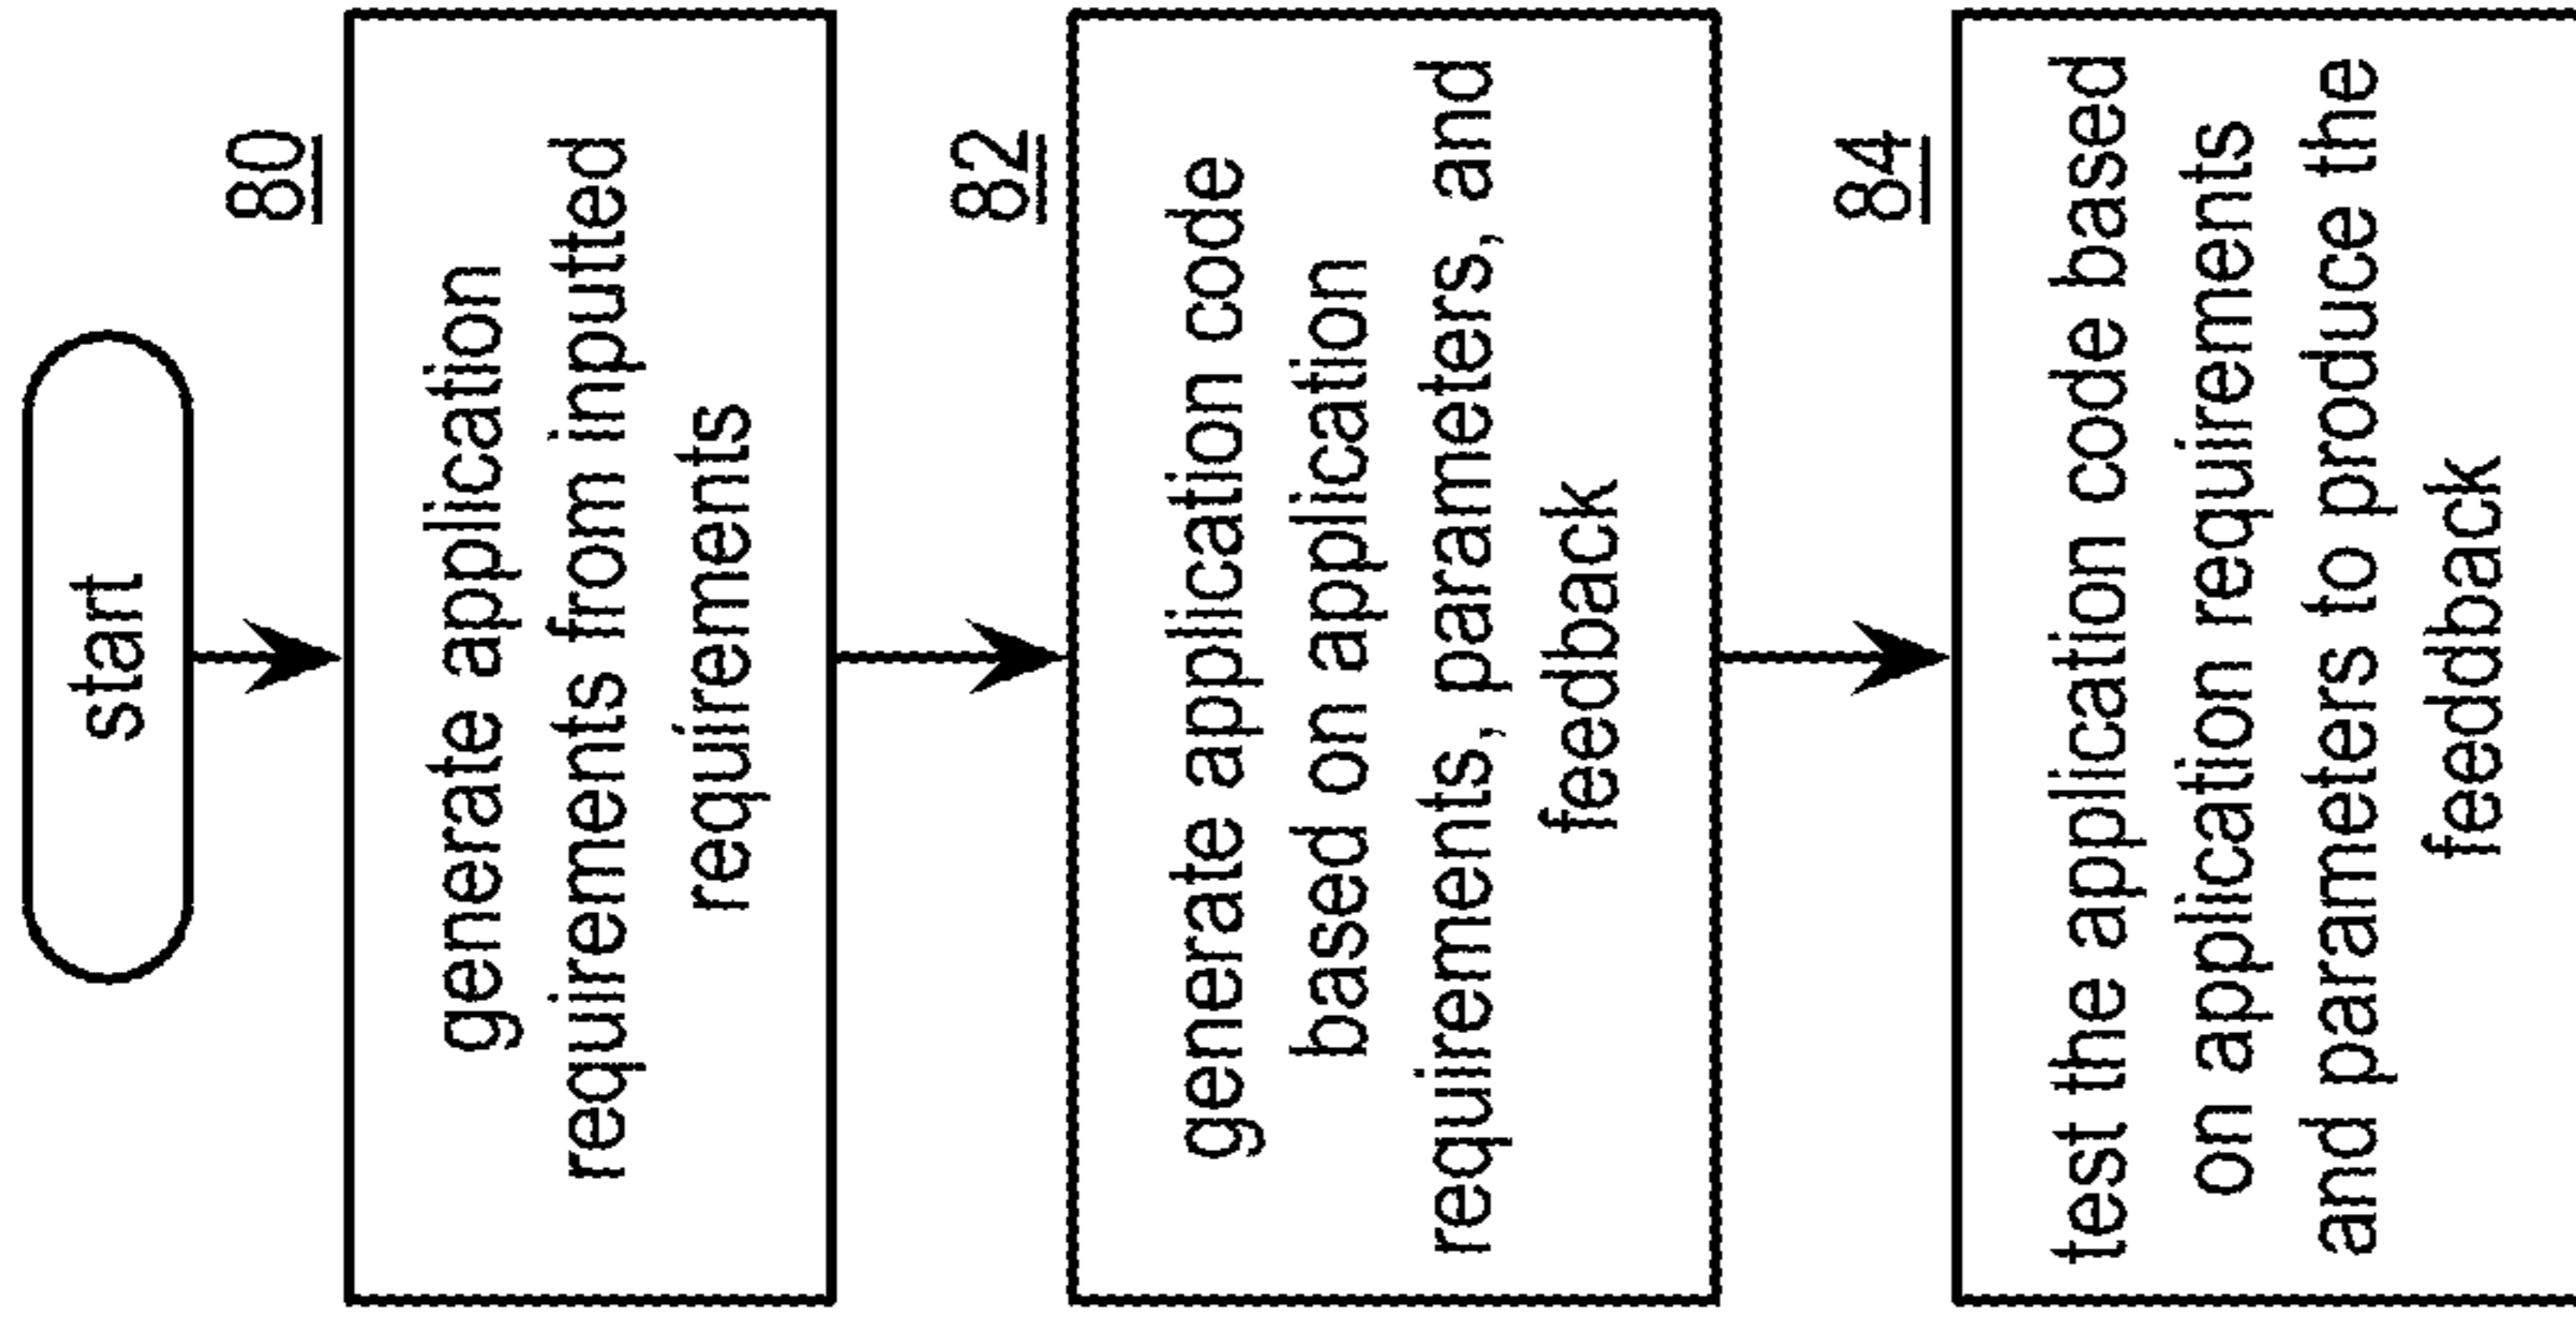 start
80
generate application
requirements from inputted
requirements
82
generate application code
based on application
requirements, parameters, and
feedback
84
test the application code based
on application requirements
and parameters to produce the
feeddback